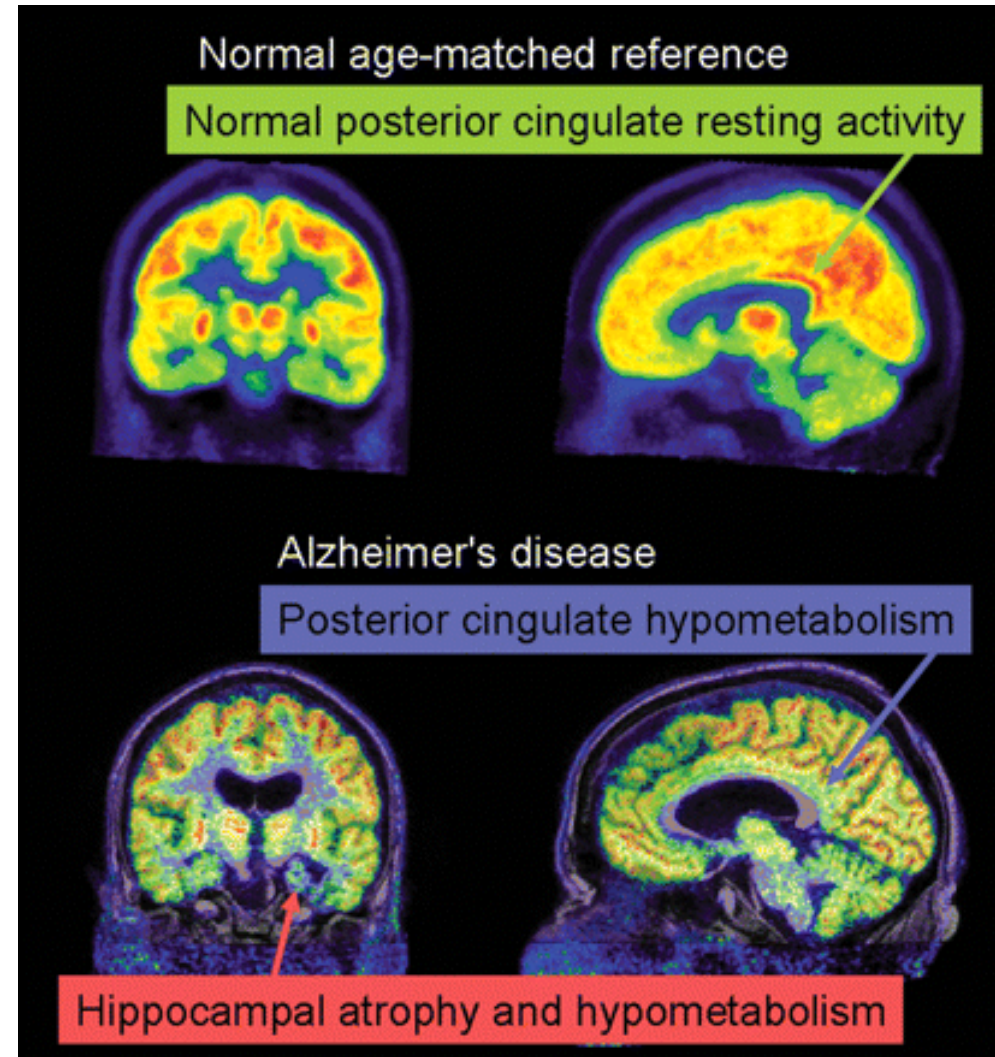 Normal age-matched reference
Normal posterior cingulate resting activity
Alzheimer's disease
Posterior cingulate hypometabolism
Hippocampal atrophy and hypometabolism